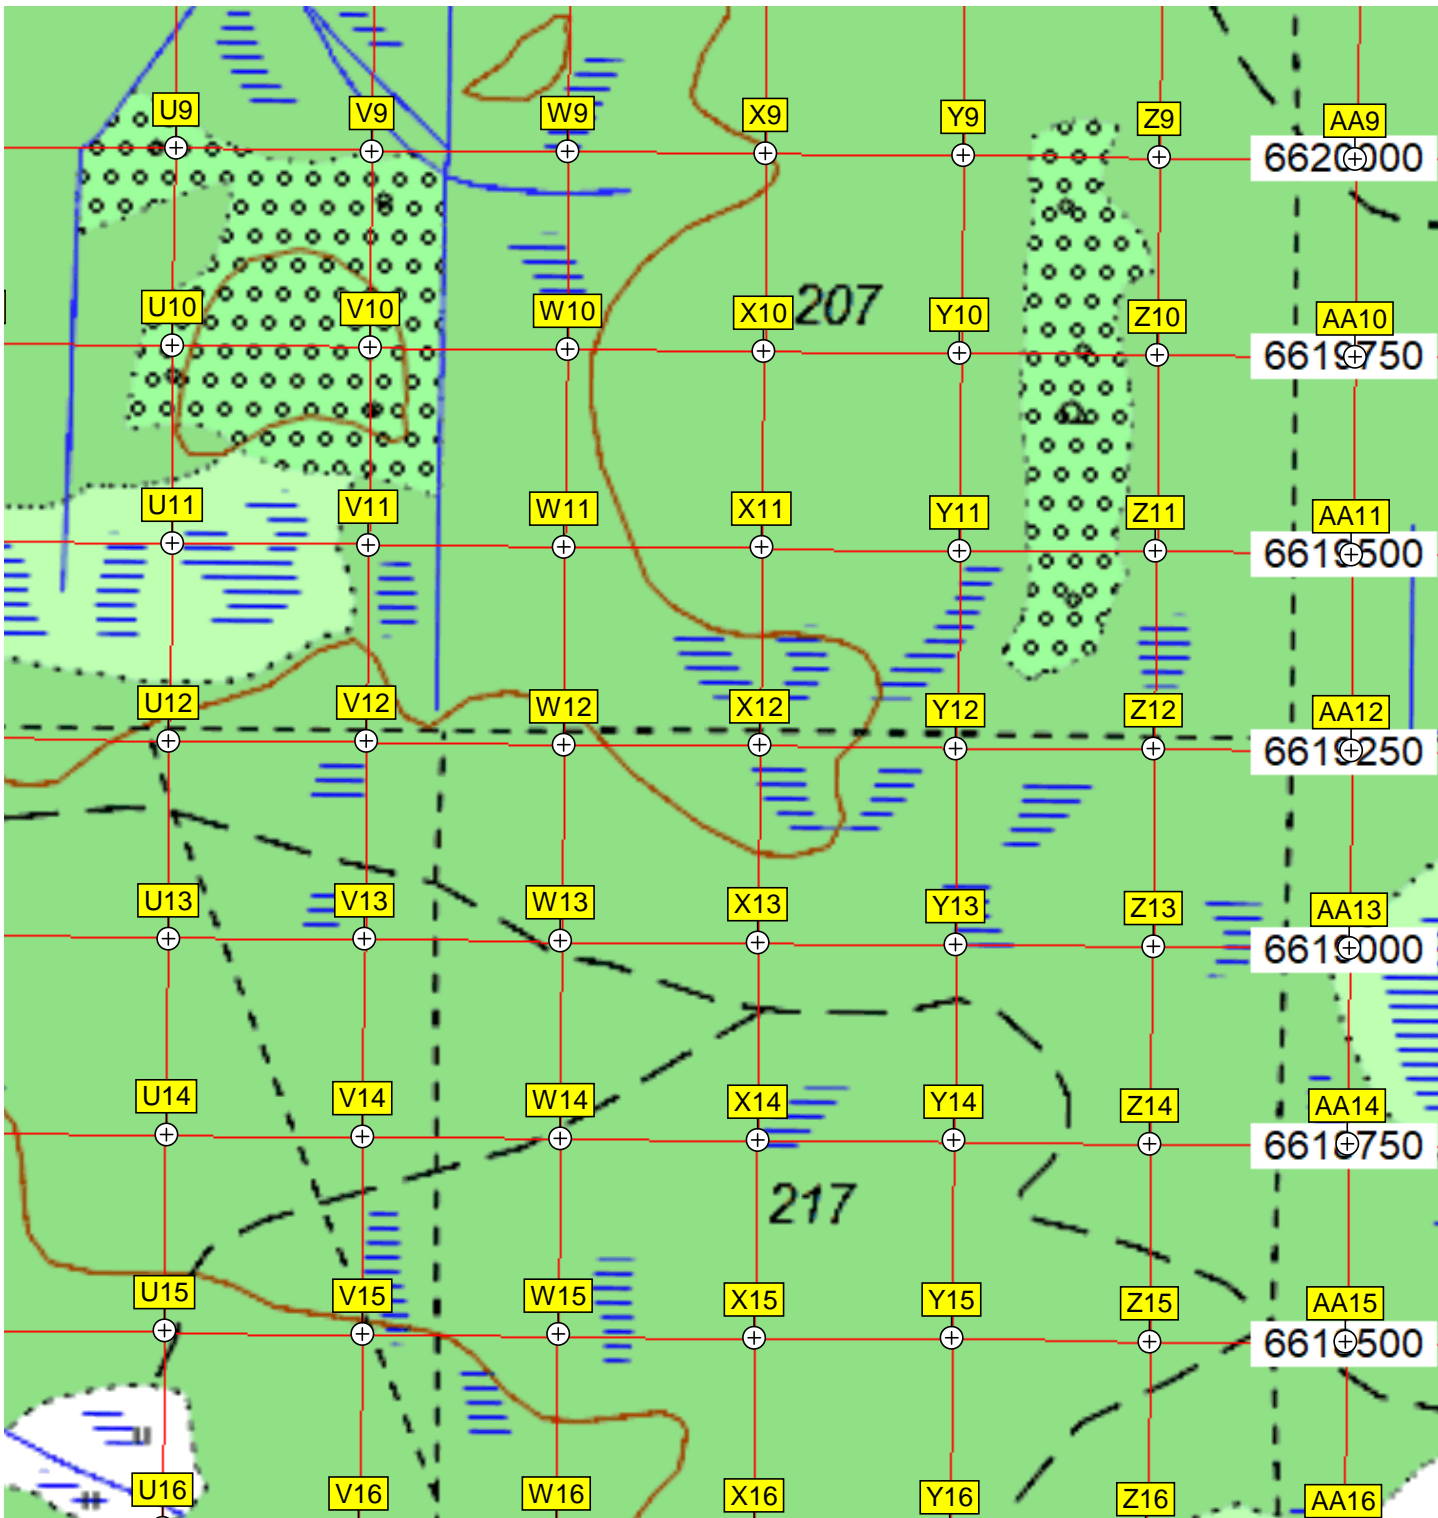 U9 V9 W9 X9 Y9 Z9 AA9
6620000
U10 V10 W10 X10 207 Y10 Z10 AA10
6619750
U11 V11 W11 X11 Y11 Z11 AA11
6619500
U12 V12 W12 X12 Y12 Z12 AA12
6619250
U13 V13 W13 X13 Y13 Z13 AA13
6619000
U14 V14 W14 X14 Y14 Z14 AA14
6618750
217
U15 V15 W15 X15 Y15 Z15 AA15
6618500
U16 V16 W16 X16 Y16 Z16 AA16